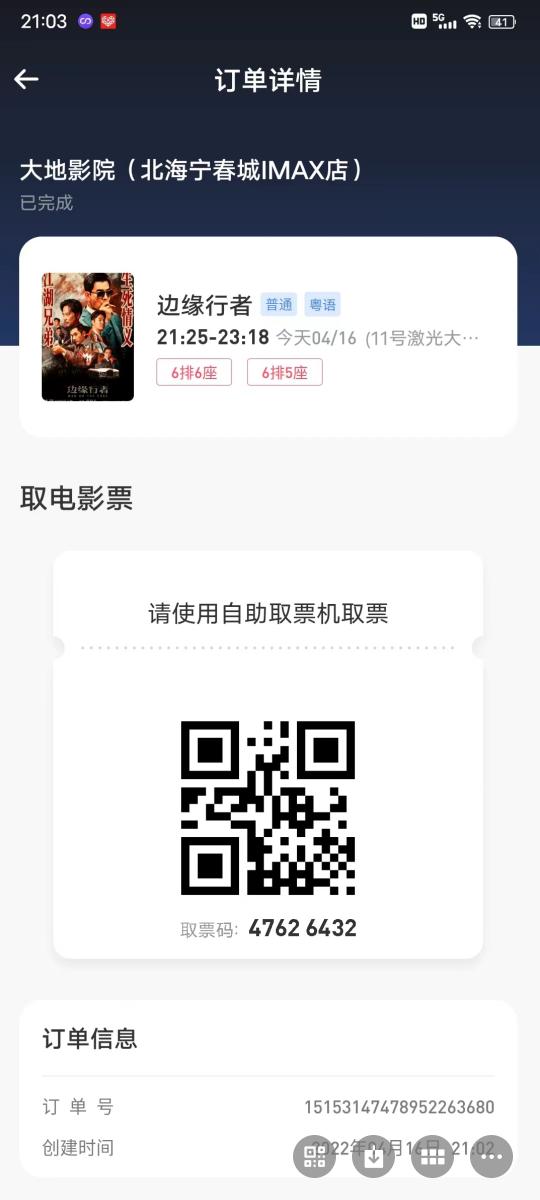 21:03
HD 5G 41
订单详情
大地影院（北海宁春城IMAX店）
已完成
江湖兄弟
生死情义
边缘行者
边缘行者 普通 粤语
21:25-23:18 今天04/16 (11号激光大…
6排6座 6排5座
取电影票
请使用自助取票机取票
取票码: 4762 6432
订单信息
订单号 15153147478952263680
创建时间 2022年04月16日 21:02